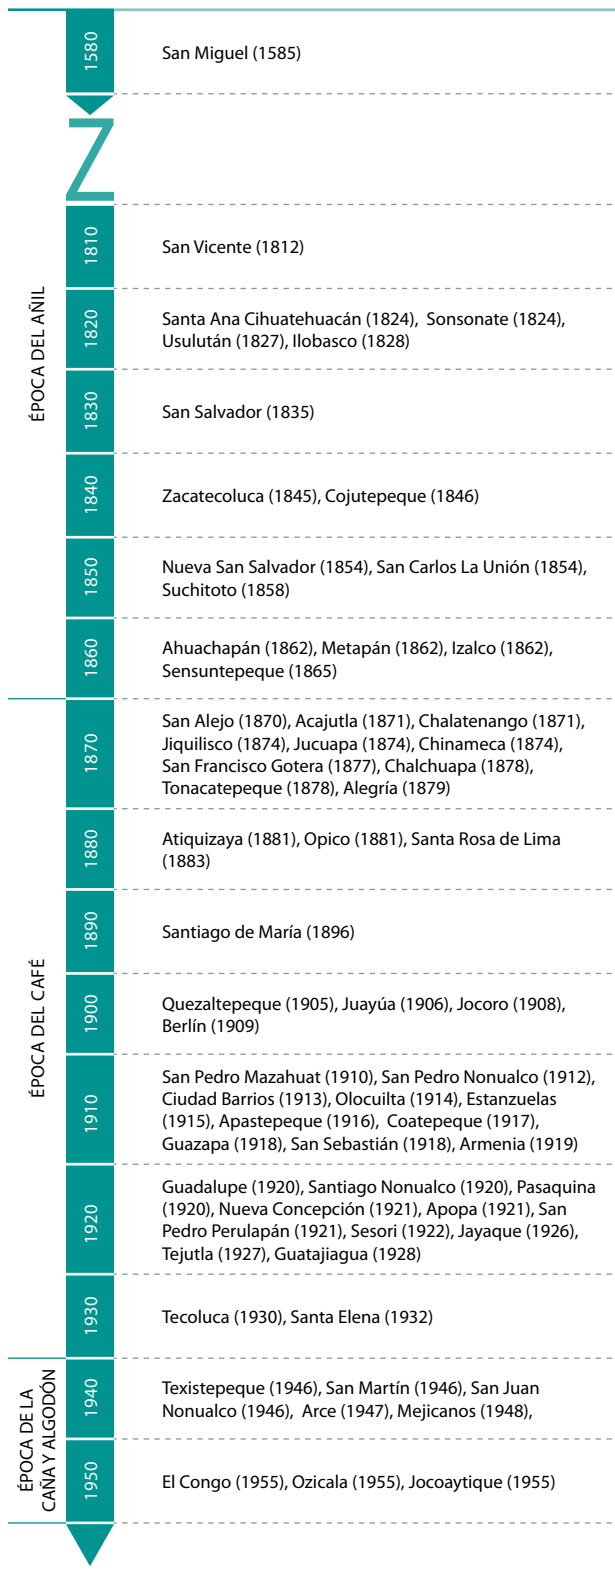 ÉPOCA DEL AÑIL
1580
San Miguel (1585)
1810
San Vicente (1812)
1820
Santa Ana Cihuatehuacán (1824), Sonsonate (1824),
Usulután (1827), Ilobasco (1828)
1830
San Salvador (1835)
1840
Zacatecoluca (1845), Cojutepeque (1846)
1850
Nueva San Salvador (1854), San Carlos La Unión (1854),
Suchitoto (1858)
1860
Ahuachapán (1862), Metapán (1862), Izalco (1862),
Sensuntepeque (1865)
ÉPOCA DEL CAFÉ
1870
San Alejo (1870), Acajutla (1871), Chalatenango (1871),
Jiquilisco (1874), Jucuapa (1874), Chinameca (1874),
San Francisco Gotera (1877), Chalchuapa (1878),
Tonacatepeque (1878), Alegría (1879)
1880
Atiquizaya (1881), Opico (1881), Santa Rosa de Lima
(1883)
1890
Santiago de María (1896)
1900
Quezaltepeque (1905), Juayúa (1906), Jocoro (1908),
Berlín (1909)
1910
San Pedro Mazahuat (1910), San Pedro Nonualco (1912),
Ciudad Barrios (1913), Olocuilta (1914), Estanzuelas
(1915), Apastepeque (1916), Coatepeque (1917),
Guazapa (1918), San Sebastián (1918), Armenia (1919)
1920
Guadalupe (1920), Santiago Nonualco (1920), Pasaquina
(1920), Nueva Concepción (1921), Apopa (1921), San
Pedro Perulapán (1921), Sesori (1922), Jayaque (1926),
Tejutla (1927), Guatajiagua (1928)
1930
Tecoluca (1930), Santa Elena (1932)
ÉPOCA DE LA
CAÑA Y ALGODÓN
1940
Texistepeque (1946), San Martín (1946), San Juan
Nonualco (1946), Arce (1947), Mejicanos (1948),
1950
El Congo (1955), Ozicala (1955), Jocoaytique (1955)